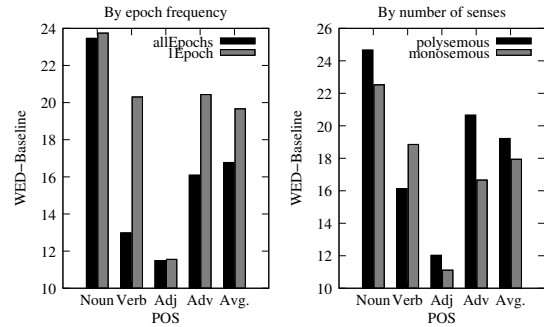 By epoch frequency
24
22
20
18
16
14
12
10
WED-Baseline
allEpochs
1Epoch
Noun Verb Adj Adv Avg.
POS
By number of senses
26
24
22
20
18
16
14
12
10
WED-Baseline
polysemous
monosemous
Noun Verb Adj Adv Avg.
POS